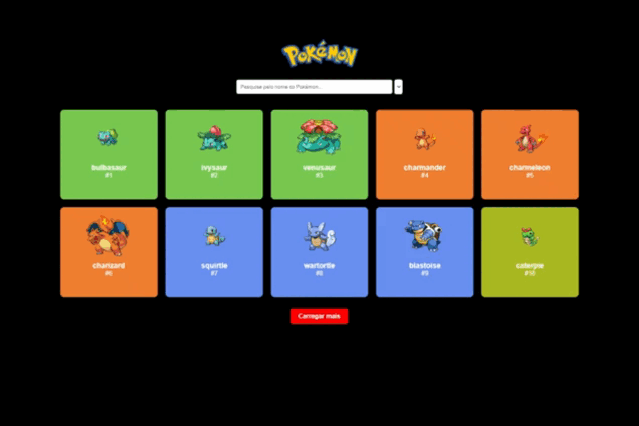 POKéMON
Pesquise pelo nome do Pokémon...
bulbasaur
#1
ivysaur
#2
venusaur
#3
charmander
#4
charmeleon
#5
charizard
#6
squirtle
#7
wartortle
#8
blastoise
#9
caterpie
#10
Carregar mais